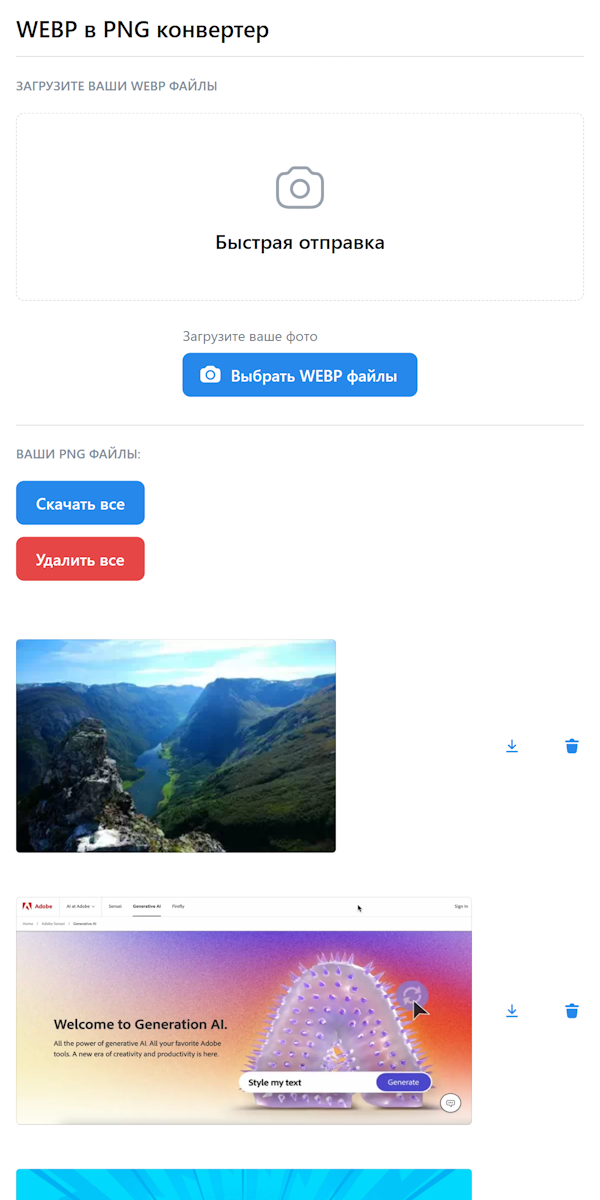 WEBP в PNG конвертер
ЗАГРУЗИТЕ ВАШИ WEBP ФАЙЛЫ
Быстрая отправка
Загрузите ваше фото
Выбрать WEBP файлы
ВАШИ PNG ФАЙЛЫ:
Скачать все
Удалить все
Adobe
AI at Adobe
Sensei
Generative AI
Firefly
Sign In
Home > Adobe Sensei > Generative AI
Welcome to Generation AI.
All the power of generative AI. All your favorite Adobe
tools. A new era of creativity and productivity is here.
Style my text
Generate